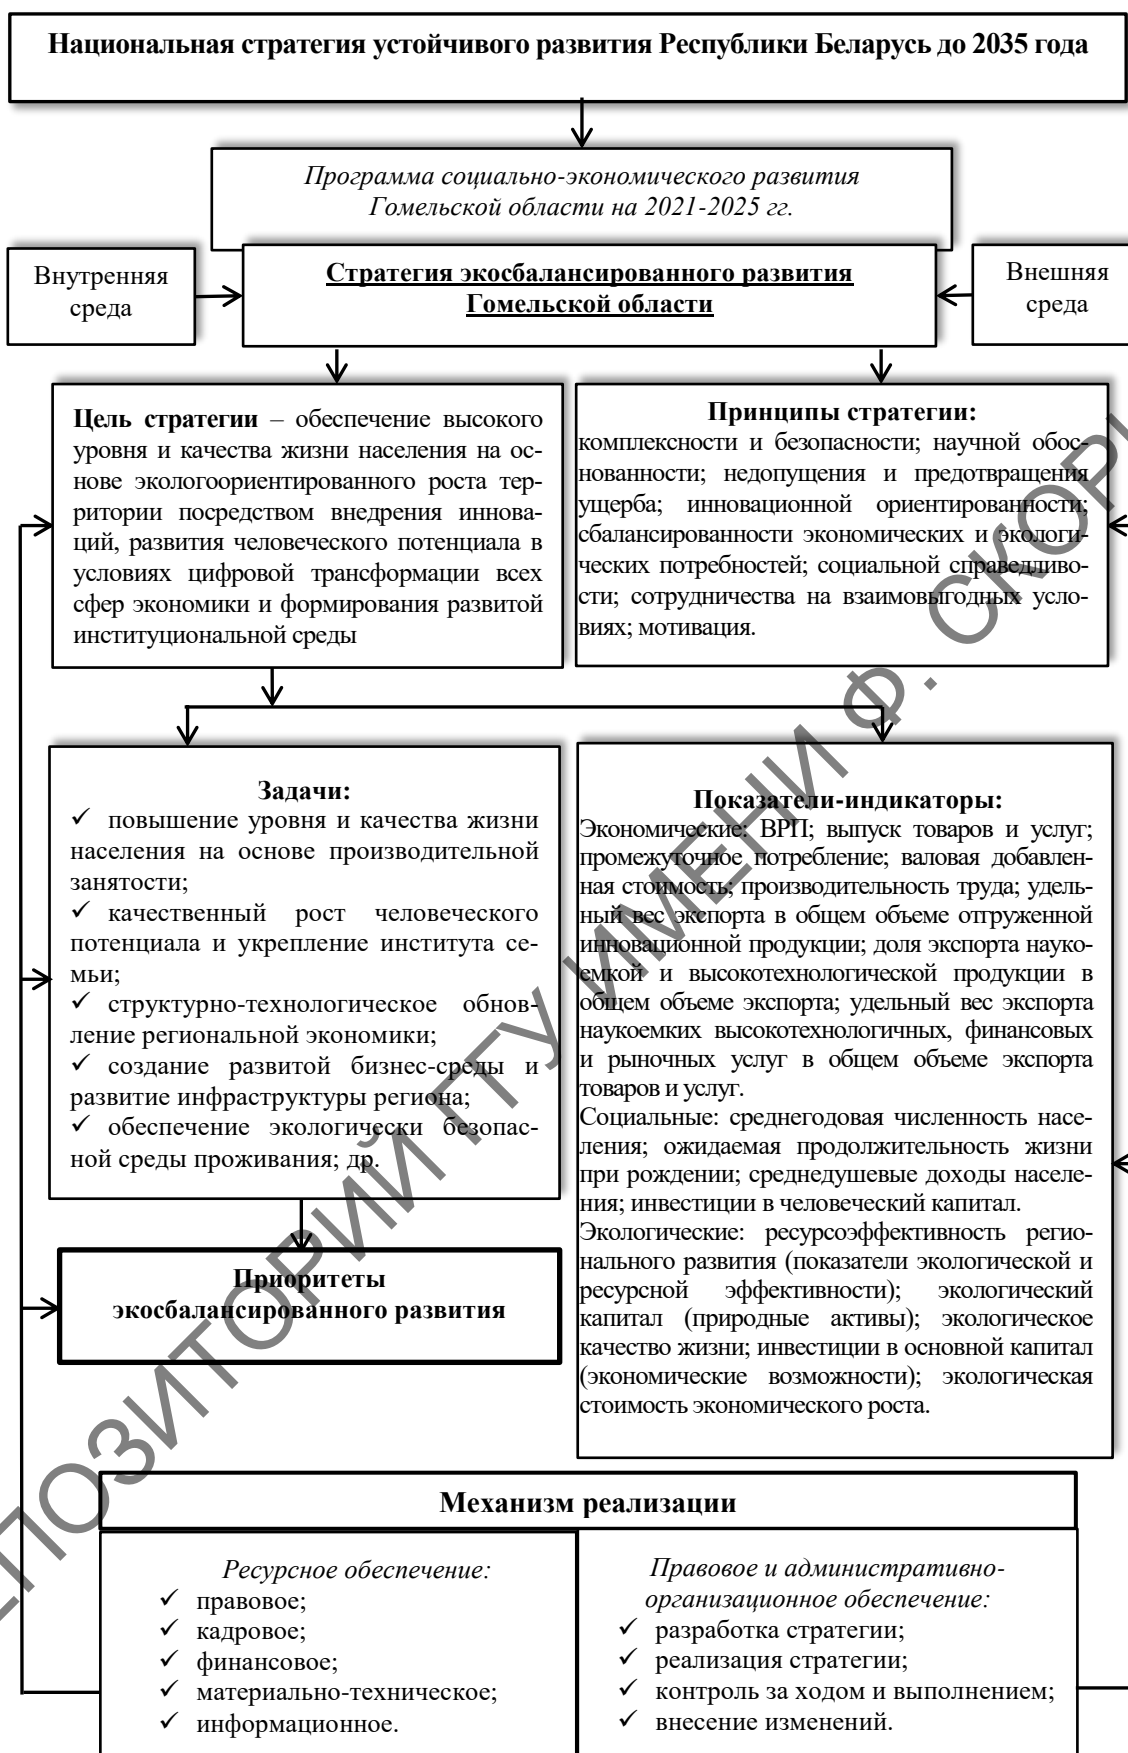 Национальная стратегия устойчивого развития Республики Беларусь до 2035 года
Программа социально-экономического развития
Гомельской области на 2021-2025 гг.
Внутренняя
среда
Стратегия экосбалансированного развития
Гомельской области
Внешняя
среда
Цель стратегии – обеспечение высокого
уровня и качества жизни населения на ос-
нове экологоориентированного роста тер-
ритории посредством внедрения иннова-
ций, развития человеческого потенциала в
условиях цифровой трансформации всех
сфер экономики и формирования развитой
институциональной среды
Принципы стратегии:
комплексности и безопасности; научной обос-
нованности; недопущения и предотвращения
ущерба; инновационной ориентированности;
сбалансированности экономических и экологи-
ческих потребностей; социальной справедливо-
сти; сотрудничества на взаимовыгодных усло-
виях; мотивация.
Задачи:
✓ повышение уровня и качества жизни
населения на основе производительной
занятости;
✓ качественный рост человеческого
потенциала и укрепление института се-
мьи;
✓ структурно-технологическое обнов-
ление региональной экономики;
✓ создание развитой бизнес-среды и
развитие инфраструктуры региона;
✓ обеспечение экологически безопас-
ной среды проживания; др.
Показатели-индикаторы:
Экономические: ВРП; выпуск товаров и услуг;
промежуточное потребление; валовая добавлен-
ная стоимость; производительность труда; удель-
ный вес экспорта в общем объеме отгруженной
инновационной продукции; доля экспорта науко-
емкой и высокотехнологической продукции в
общем объеме экспорта; удельный вес экспорта
наукоемких высокотехнологичных, финансовых
и рыночных услуг в общем объеме экспорта
товаров и услуг.
Социальные: среднегодовая численность насе-
ления; ожидаемая продолжительность жизни
при рождении; среднедушевые доходы населе-
ния; инвестиции в человеческий капитал.
Экологические: ресурсоэффективность регио-
нального развития (показатели экологической и
ресурсной эффективности); экологический
капитал (природные активы); экологическое
качество жизни; инвестиции в основной капитал
(экономические возможности); экологическая
стоимость экономического роста.
Приоритеты
экосбалансированного развития
Механизм реализации
Ресурсное обеспечение:
✓ правовое;
✓ кадровое;
✓ финансовое;
✓ материально-техническое;
✓ информационное.
Правовое и административно-
организационное обеспечение:
✓ разработка стратегии;
✓ реализация стратегии;
✓ контроль за ходом и выполнением;
✓ внесение изменений.
ПОЗИТОРИЙ ГГУ ИМЕНИ Ф. СКОРИ